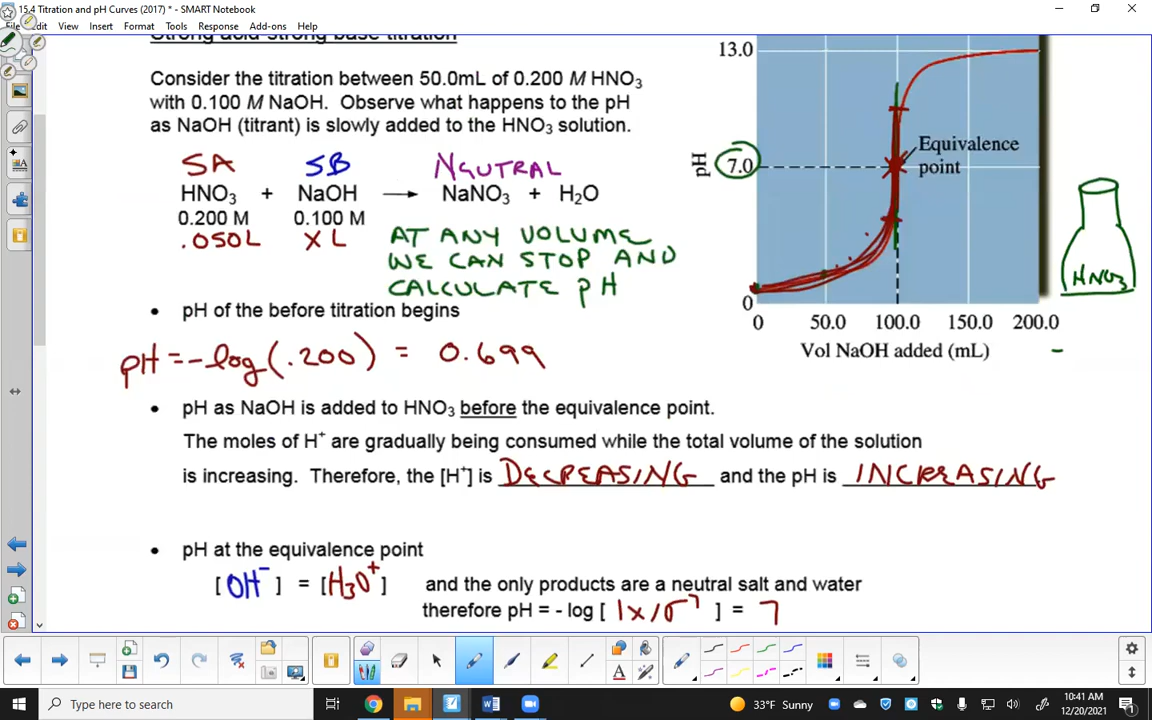 15.4 Titration and pH Curves (2017) * - SMART Notebook
File Edit View Insert Format Tools Response Add-ons Help
Strong acid-strong base titration
Consider the titration between 50.0mL of 0.200 M HNO₃
with 0.100 M NaOH. Observe what happens to the pH
as NaOH (titrant) is slowly added to the HNO₃ solution.
SA SB NEUTRAL
HNO₃ + NaOH → NaNO₃ + H₂O
0.200 M 0.100 M
.050L X L
AT ANY VOLUME
WE CAN STOP AND
CALCULATE pH
• pH of the before titration begins
pH = -log(.200) = 0.699
• pH as NaOH is added to HNO₃ before the equivalence point.
The moles of H⁺ are gradually being consumed while the total volume of the solution
is increasing. Therefore, the [H⁺] is DECREASING and the pH is INCREASING
• pH at the equivalence point
[OH⁻] = [H₃O⁺] and the only products are a neutral salt and water
therefore pH = - log [ 1x10⁻⁷ ] = 7
13.0
pH
7.0
Equivalence
point
0
0 50.0 100.0 150.0 200.0
Vol NaOH added (mL)
HNO₃
Type here to search
33°F Sunny
10:41 AM
12/20/2021